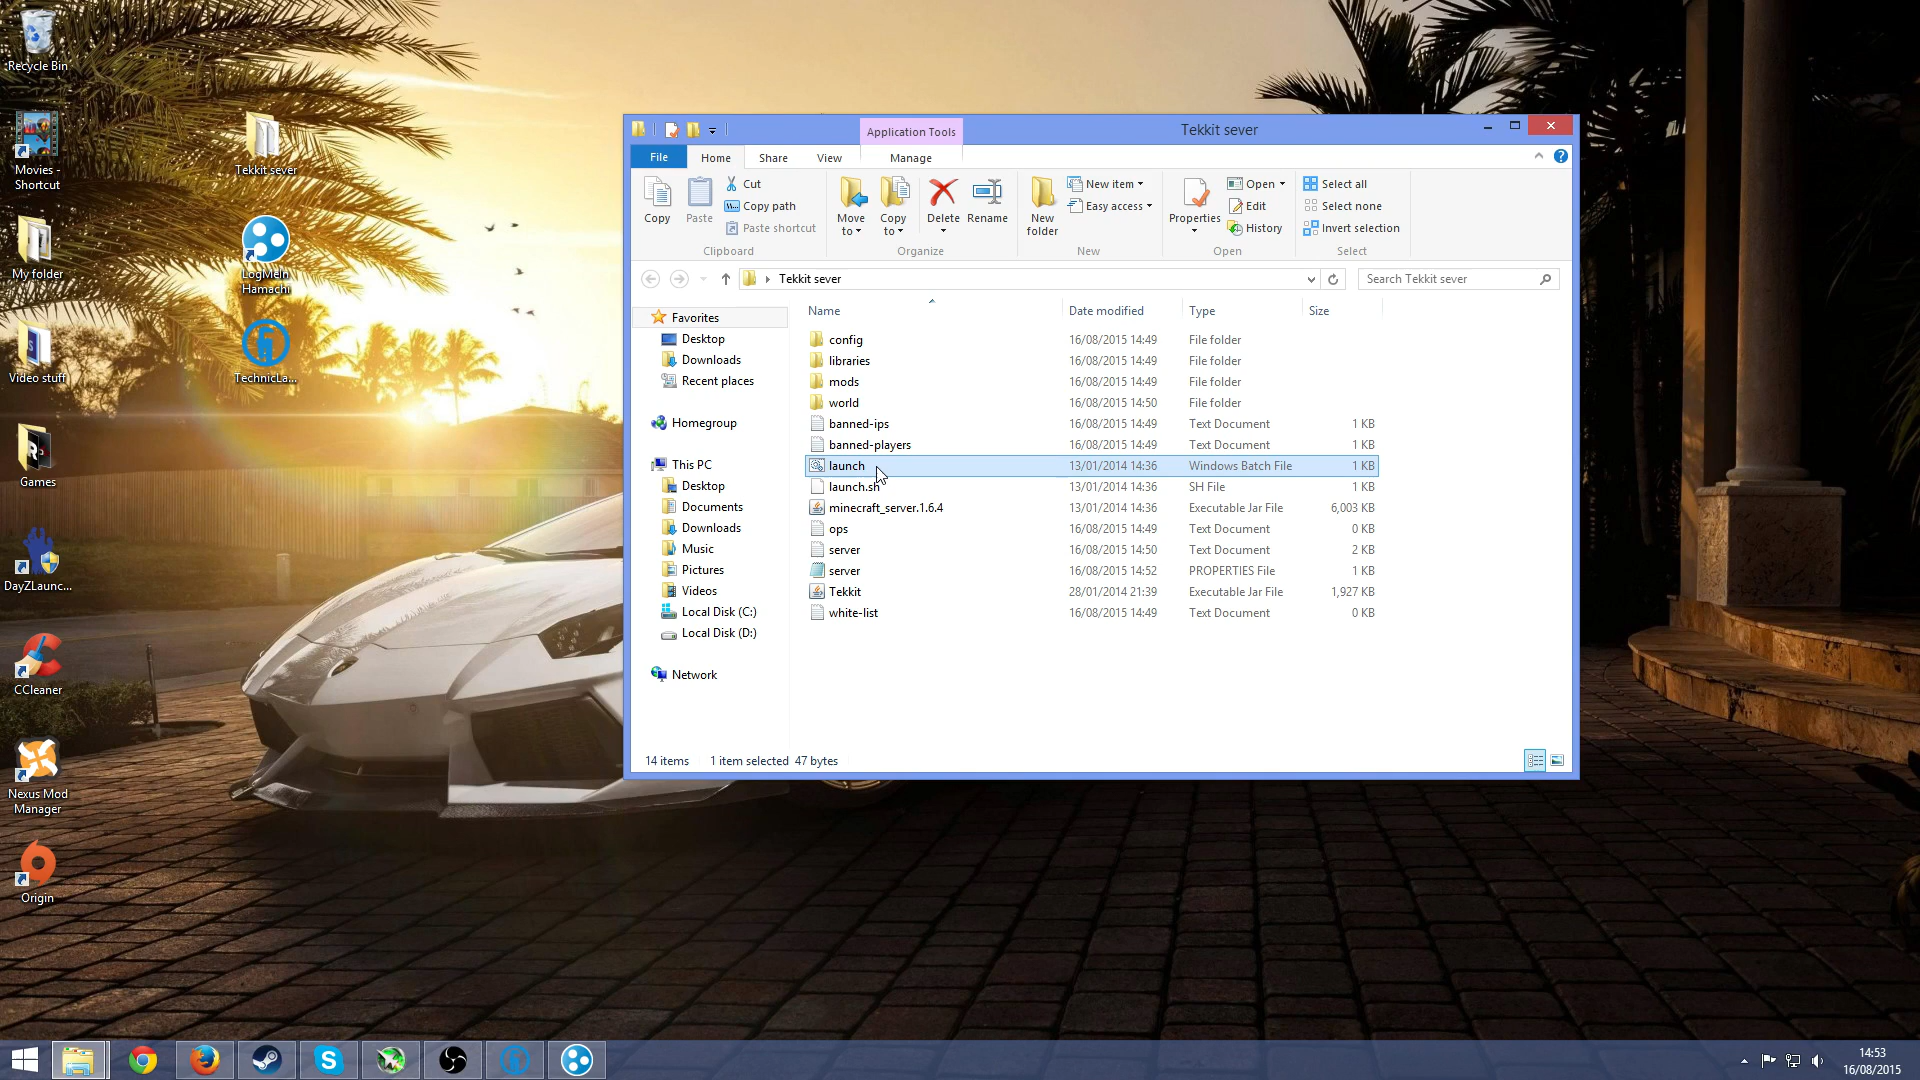 Recycle Bin
Movies -
Shortcut
My folder
Video stuff
Games
DayZLaunc...
CCleaner
Nexus Mod
Manager
Origin
Tekkit sever
LogMeIn
Hamachi
TechnicLa...
Application Tools
Tekkit sever
File
Home
Share
View
Manage
Copy
Paste
Cut
Copy path
Paste shortcut
Clipboard
Move
to
Copy
to
Delete
Rename
Organize
New
folder
New item
Easy access
New
Properties
Open
Edit
History
Open
Select all
Select none
Invert selection
Select
Tekkit sever
Search Tekkit sever
Favorites
Desktop
Downloads
Recent places
Homegroup
This PC
Desktop
Documents
Downloads
Music
Pictures
Videos
Local Disk (C:)
Local Disk (D:)
Network
Name Date modified Type Size
config 16/08/2015 14:49 File folder
libraries 16/08/2015 14:49 File folder
mods 16/08/2015 14:49 File folder
world 16/08/2015 14:50 File folder
banned-ips 16/08/2015 14:49 Text Document 1 KB
banned-players 16/08/2015 14:49 Text Document 1 KB
launch 13/01/2014 14:36 Windows Batch File 1 KB
launch.sh 13/01/2014 14:36 SH File 1 KB
minecraft_server.1.6.4 13/01/2014 14:36 Executable Jar File 6,003 KB
ops 16/08/2015 14:49 Text Document 0 KB
server 16/08/2015 14:50 Text Document 2 KB
server 16/08/2015 14:52 PROPERTIES File 1 KB
Tekkit 28/01/2014 21:39 Executable Jar File 1,927 KB
white-list 16/08/2015 14:49 Text Document 0 KB
14 items 1 item selected 47 bytes
14:53
16/08/2015